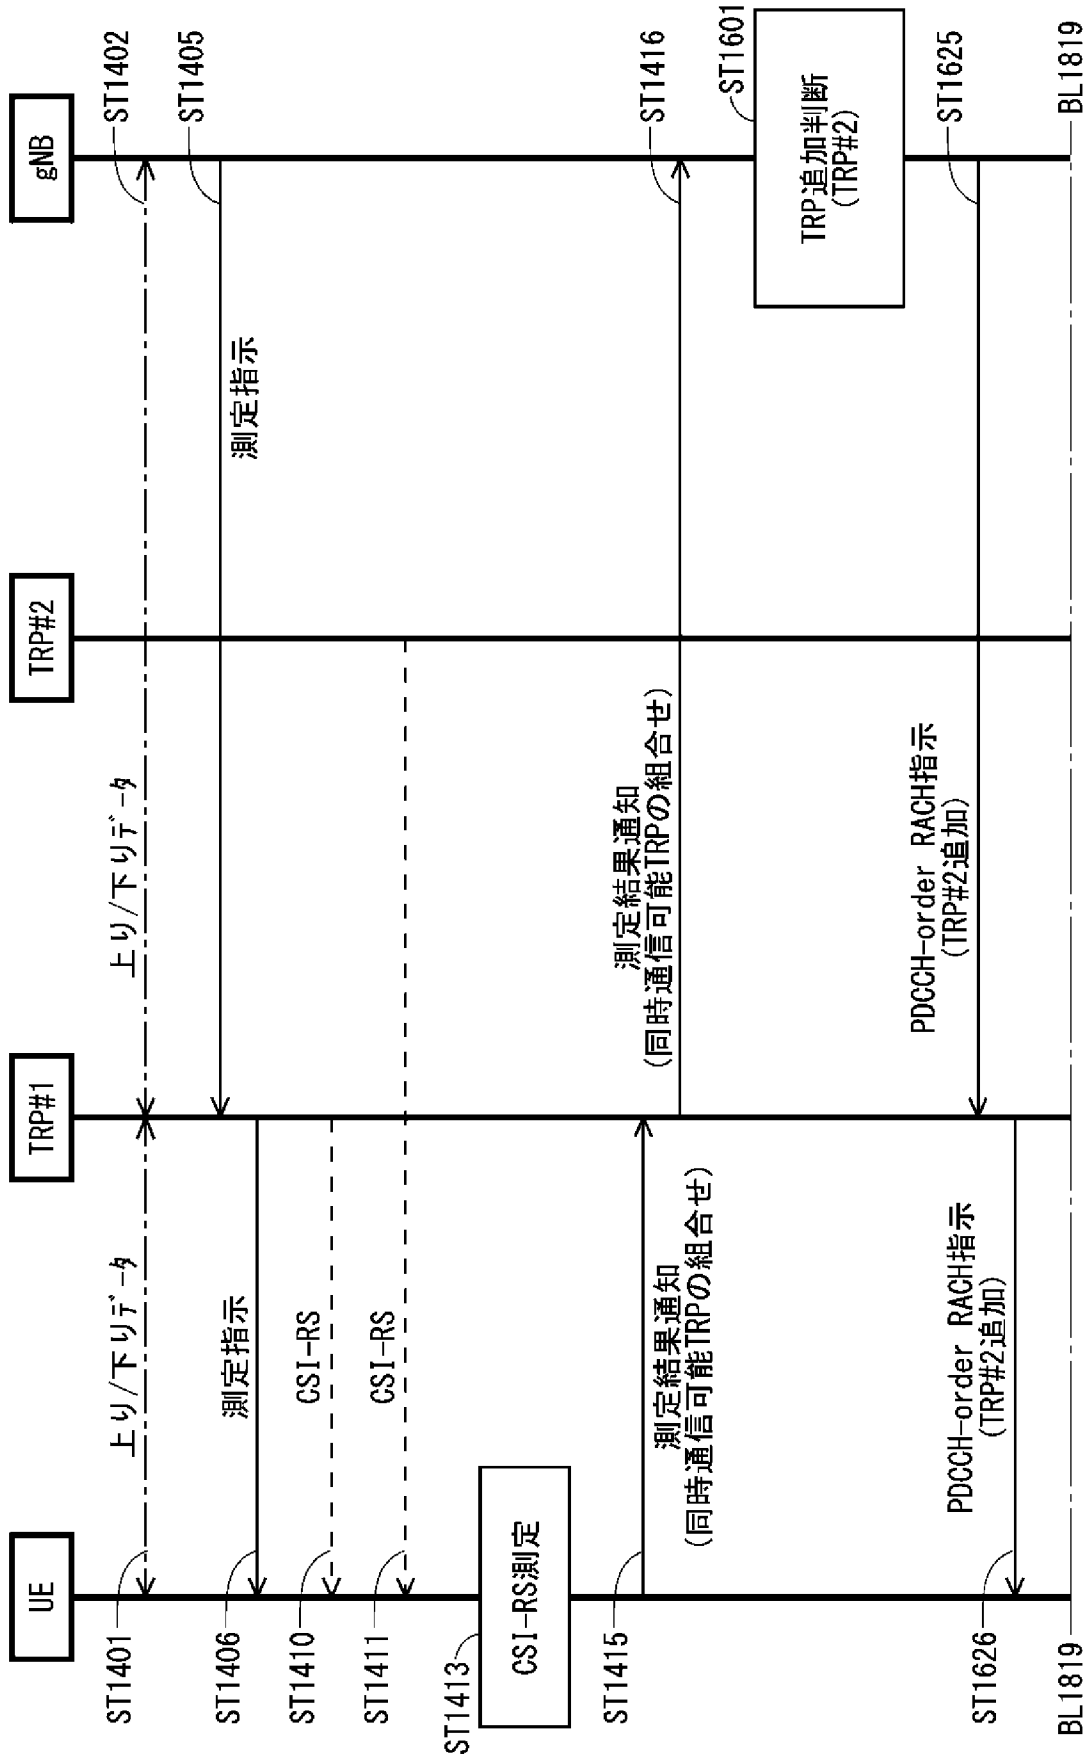 UE
TRP#1
TRP#2
gNB
ST1401
上り/下りデータ
上り/下りデータ
ST1402
測定指示
ST1405
ST1406
測定指示
ST1410
CSI-RS
ST1411
CSI-RS
ST1413
CSI-RS測定
ST1415
測定結果通知
(同時通信可能TRPの組合せ)
測定結果通知
(同時通信可能TRPの組合せ)
ST1416
ST1601
TRP追加判断
(TRP#2)
PDCCH-order RACH指示
(TRP#2追加)
ST1625
ST1626
PDCCH-order RACH指示
(TRP#2追加)
BL1819
BL1819